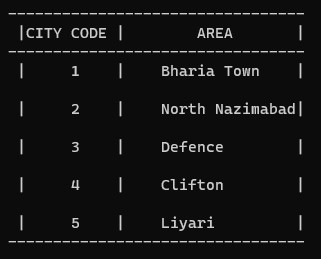 ---------------------------------
|CITY CODE |        AREA       |
---------------------------------
|     1    |    Bharia Town    |
|     2    |    North Nazimabad|
|     3    |    Defence        |
|     4    |    Clifton        |
|     5    |    Liyari         |
---------------------------------